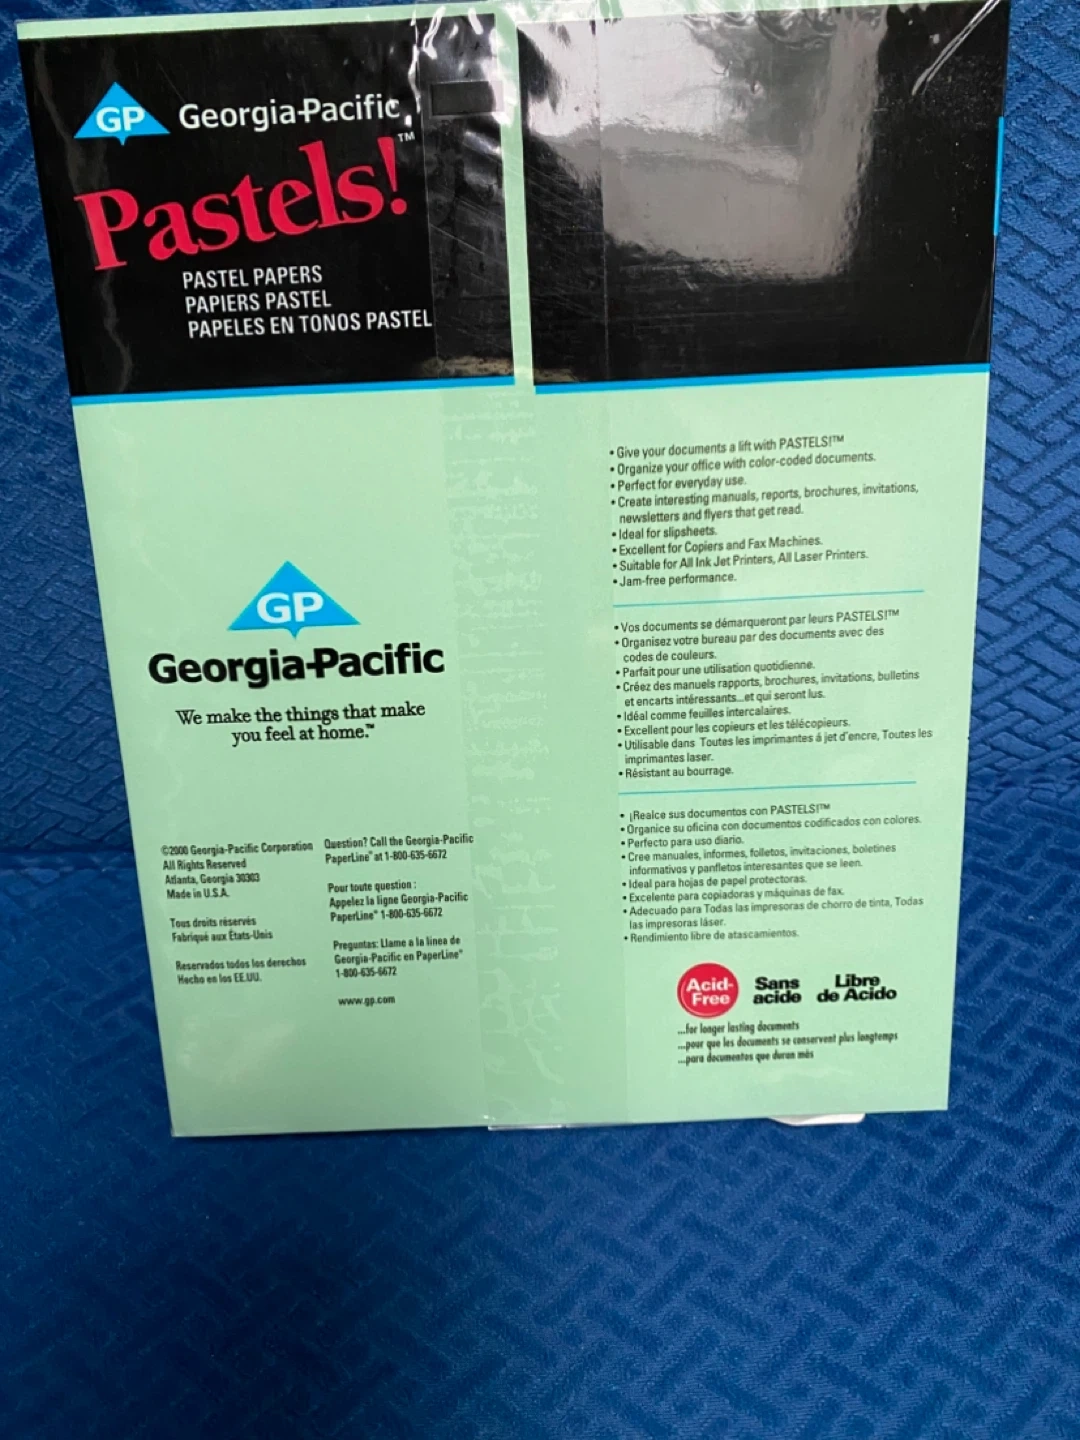 GP Georgia-Pacific
Pastels!™
PASTEL PAPERS
PAPIERS PASTEL
PAPELES EN TONOS PASTEL
GP
Georgia-Pacific
We make the things that make
you feel at home.™
©2000 Georgia-Pacific Corporation
All Rights Reserved
Atlanta, Georgia 30303
Made in U.S.A.
Tous droits réservés
Fabriqué aux États-Unis
Reservados todos los derechos
Hecho en los EE.UU.
Question? Call the Georgia-Pacific
PaperLine℠ at 1-800-635-6672
Pour toute question :
Appelez la ligne Georgia-Pacific
PaperLine℠ 1-800-635-6672
Preguntas: Llame a la línea de
Georgia-Pacific en PaperLine℠
1-800-635-6672
www.gp.com
• Give your documents a lift with PASTELS!™
• Organize your office with color-coded documents.
• Perfect for everyday use.
• Create interesting manuals, reports, brochures, invitations,
newsletters and flyers that get read.
• Ideal for slipsheets.
• Excellent for Copiers and Fax Machines.
• Suitable for All Ink Jet Printers, All Laser Printers.
• Jam-free performance.
• Vos documents se démarqueront par leurs PASTELS!™
• Organisez votre bureau par des documents avec des
codes de couleurs.
• Parfait pour une utilisation quotidienne.
• Créez des manuels rapports, brochures, invitations, bulletins
et encarts intéressants...et qui seront lus.
• Idéal comme feuilles intercalaires.
• Excellent pour les copieurs et les télécopieurs.
• Utilisable dans Toutes les imprimantes á jet d'encre, Toutes les
imprimantes laser.
• Résistant au bourrage.
• ¡Realce sus documentos con PASTELS!™
• Organice su oficina con documentos codificados con colores.
• Perfecto para uso diario.
• Cree manuales, informes, folletos, invitaciones, boletines
informativos y panfletos interesantes que se leen.
• Ideal para hojas de papel protectoras.
• Excelente para copiadoras y máquinas de fax.
• Adecuado para Todas las impresoras de chorro de tinta, Todas
las impresoras láser.
• Rendimiento libre de atascamientos.
Acid-
Free
Sans
acide
Libre
de Acido
...for longer lasting documents
...pour que les documents se conservent plus longtemps
...para documentos que duran más